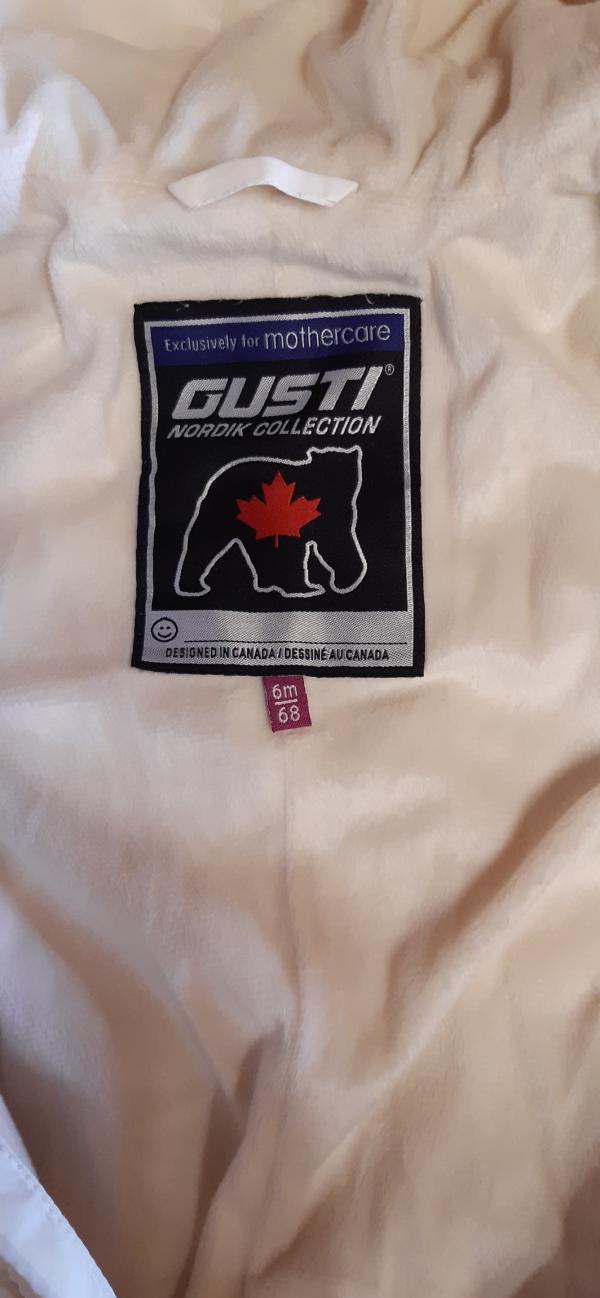 Exclusively for mothercare
GUSTI®
NORDIK COLLECTION
DESIGNED IN CANADA / DESSINÉ AU CANADA
6m
68